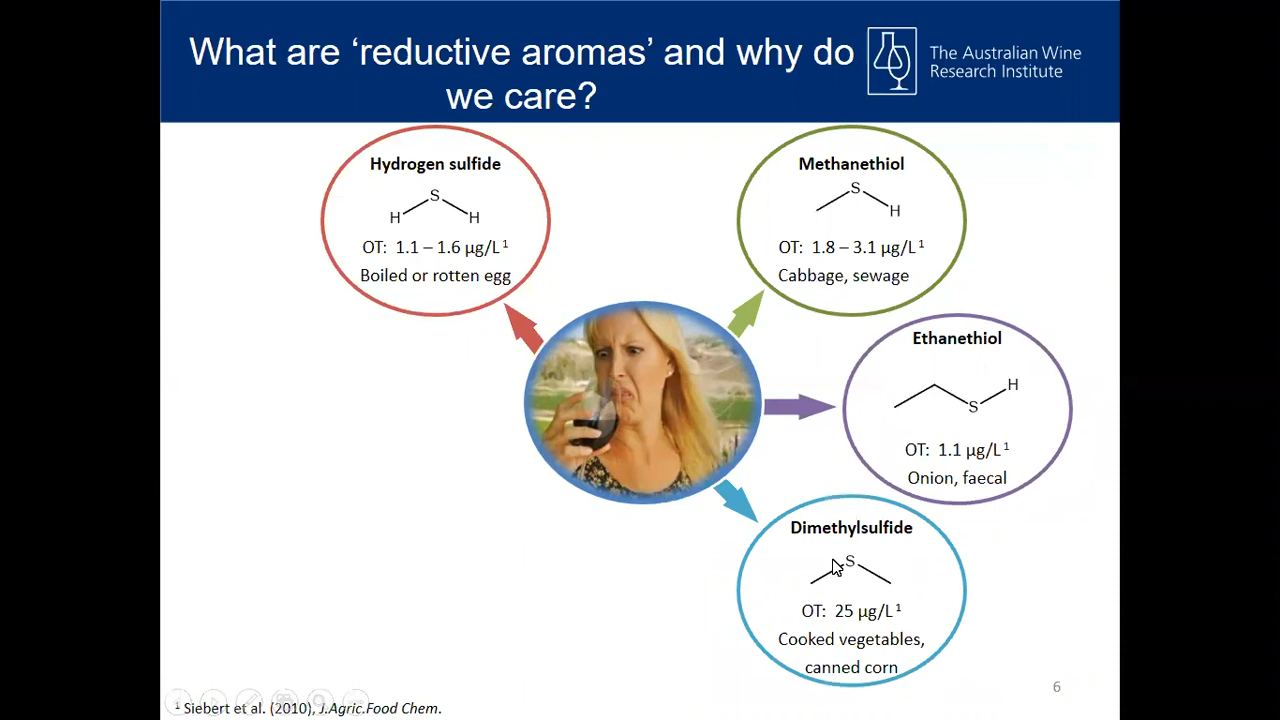 What are ‘reductive aromas’ and why do
we care?
The Australian Wine
Research Institute
Hydrogen sulfide
S
H H
OT: 1.1 – 1.6 µg/L¹
Boiled or rotten egg
Methanethiol
S
H
OT: 1.8 – 3.1 µg/L¹
Cabbage, sewage
Ethanethiol
H
S
OT: 1.1 µg/L¹
Onion, faecal
Dimethylsulfide
S
OT: 25 µg/L¹
Cooked vegetables,
canned corn
6
¹ Siebert et al. (2010), J.Agric.Food Chem.